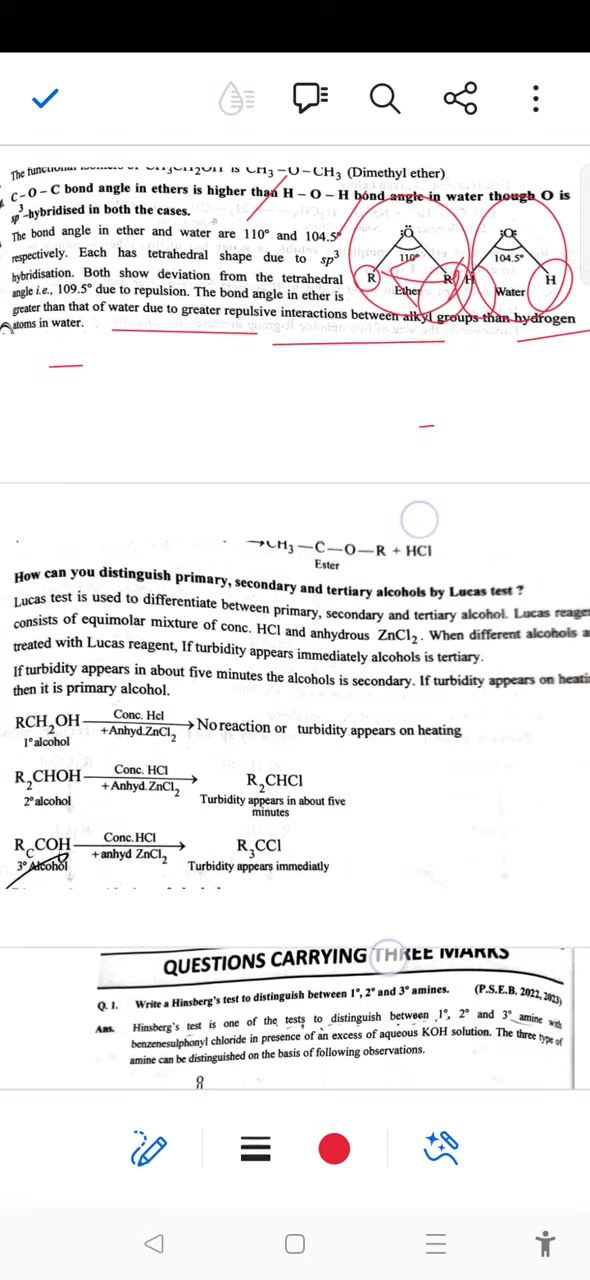 The functional isomers of CH3CH2OH is CH3–O–CH3 (Dimethyl ether)
C – O – C bond angle in ethers is higher than H – O – H bond angle in water though O is
sp3-hybridised in both the cases.
The bond angle in ether and water are 110° and 104.5°
respectively. Each has tetrahedral shape due to sp3
hybridisation. Both show deviation from the tetrahedral
angle i.e., 109.5° due to repulsion. The bond angle in ether is
greater than that of water due to greater repulsive interactions between alkyl groups than hydrogen
atoms in water.
:Ö
110°
R
R
Ether
:O:
104.5°
H
H
Water
→CH3—C—O—R + HCl
Ester
How can you distinguish primary, secondary and tertiary alcohols by Lucas test ?
Lucas test is used to differentiate between primary, secondary and tertiary alcohol. Lucas reage
consists of equimolar mixture of conc. HCl and anhydrous ZnCl2. When different alcohols a
treated with Lucas reagent, If turbidity appears immediately alcohols is tertiary.
If turbidity appears in about five minutes the alcohols is secondary. If turbidity appears on heati
then it is primary alcohol.
RCH2OH Conc. Hcl +Anhyd.ZnCl2 → No reaction or turbidity appears on heating
1° alcohol
R2CHOH Conc. HCl + Anhyd. ZnCl2 → R2CHCl
2° alcohol Turbidity appears in about five
minutes
RCCOH Conc.HCl +anhyd ZnCl2 → R3CCl
3° Alcohol Turbidity appears immediatly
QUESTIONS CARRYING THREE MARKS
Q. 1. Write a Hinsberg's test to distinguish between 1°, 2° and 3° amines. (P.S.E.B. 2022, 2023)
Ans. Hinsberg's test is one of the tests to distinguish between 1°, 2° and 3° amine with
benzenesulphonyl chloride in presence of an excess of aqueous KOH solution. The three type of
amine can be distinguished on the basis of following observations.